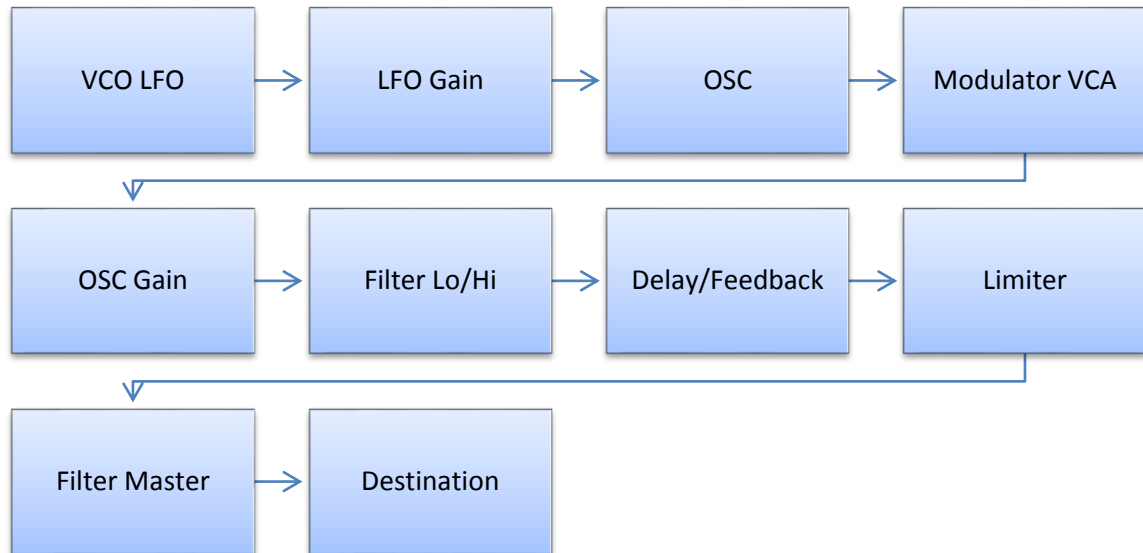 VCO LFO
LFO Gain
OSC
Modulator VCA
OSC Gain
Filter Lo/Hi
Delay/Feedback
Limiter
Filter Master
Destination